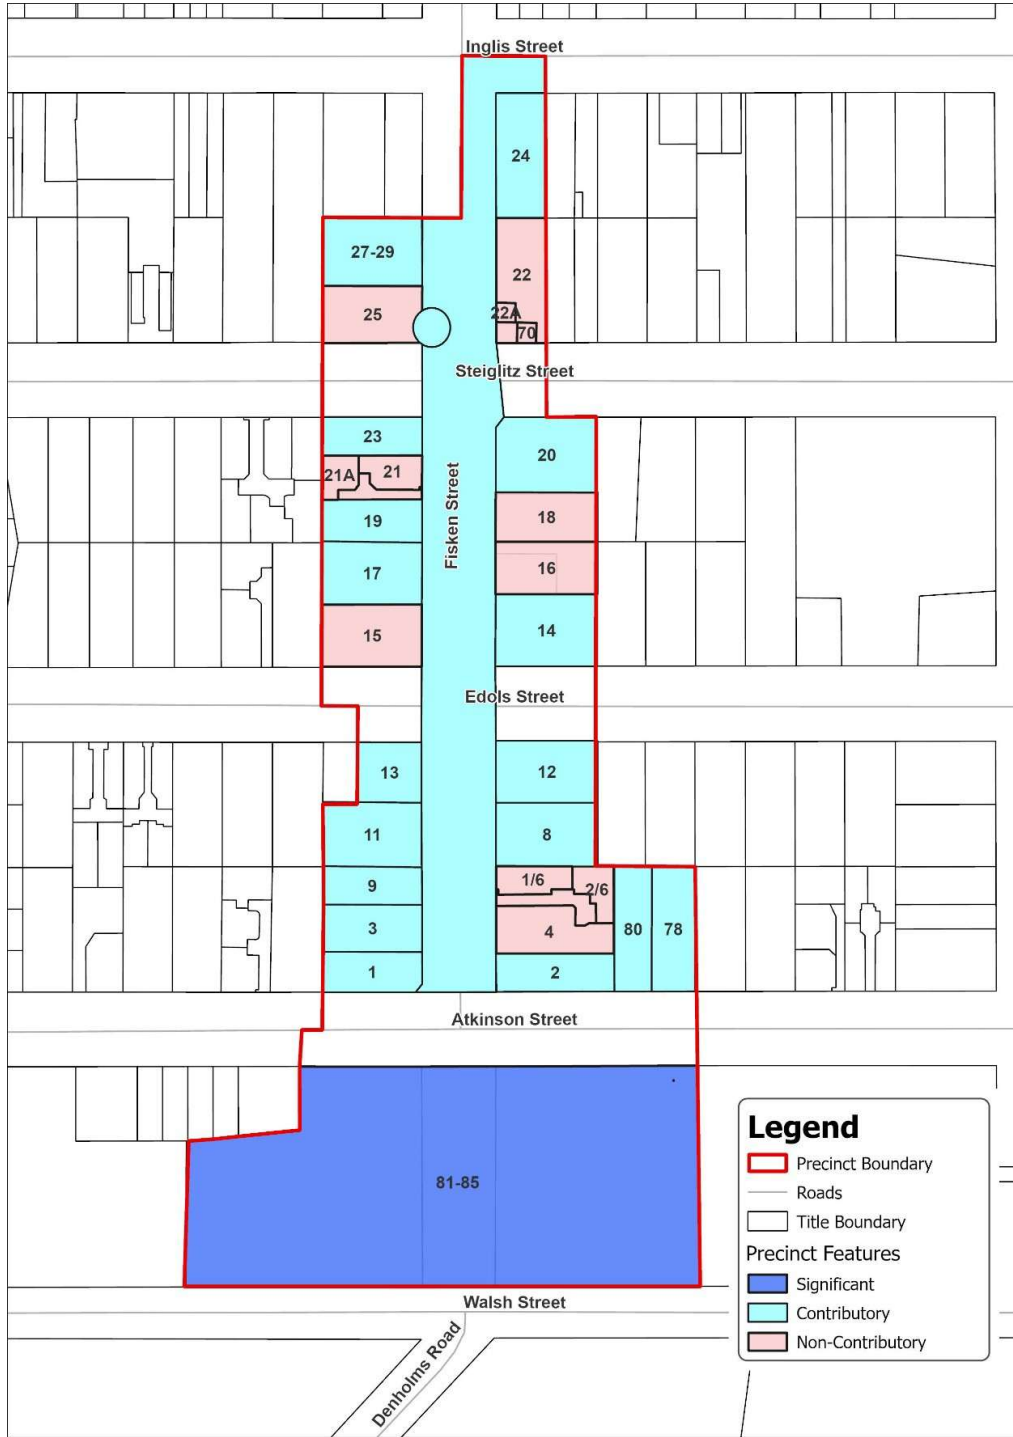 Inglis Street
24
27-29
22
25
22A
70
Steiglitz Street
23
20
21A
21
Fisken Street
18
19
16
17
14
15
Edols Street
13
12
11
8
9
1/6
2/6
3
4
80
78
1
2
Atkinson Street
81-85
Walsh Street
Denholms Road
Legend
Precinct Boundary
Roads
Title Boundary
Precinct Features
Significant
Contributory
Non-Contributory